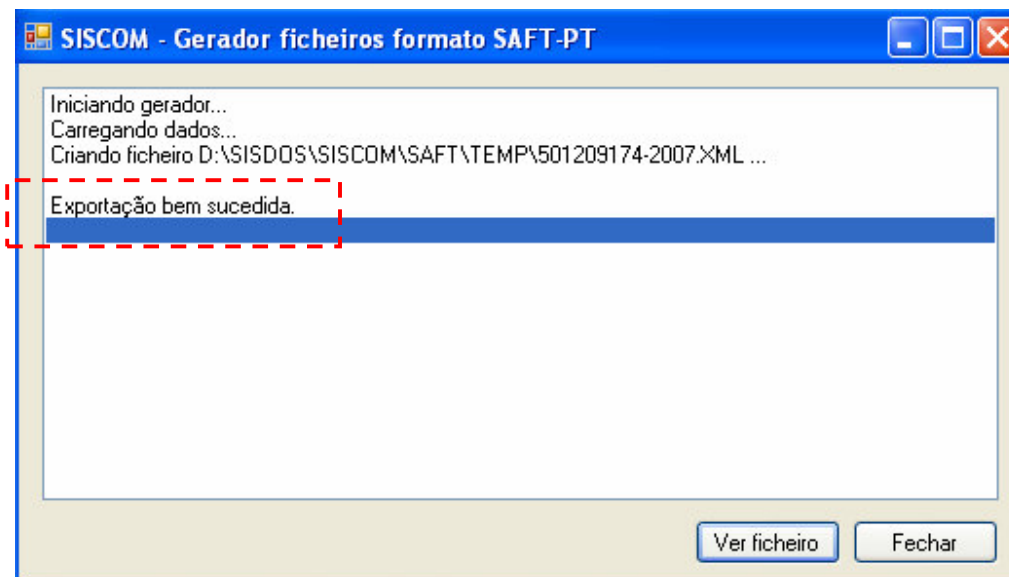 SISCOM - Gerador ficheiros formato SAFT-PT
Iniciando gerador...
Carregando dados...
Criando ficheiro D:\SISDOS\SISCOM\SAFT\TEMP\501209174-2007.XML ...
Exportação bem sucedida.
Ver ficheiro
Fechar